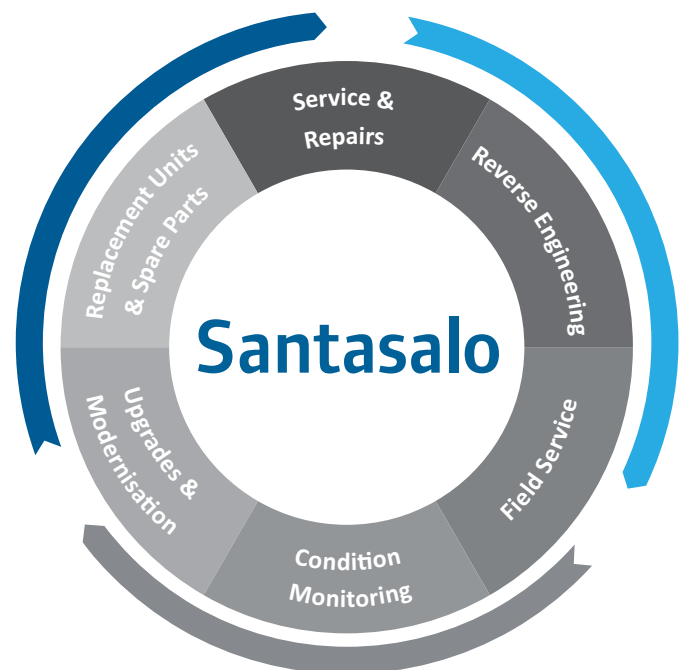 Service &
Repairs
Reverse Engineering
Field Service
Condition
Monitoring
Upgrades &
Modernisation
Replacement Units
& Spare Parts
Santasalo